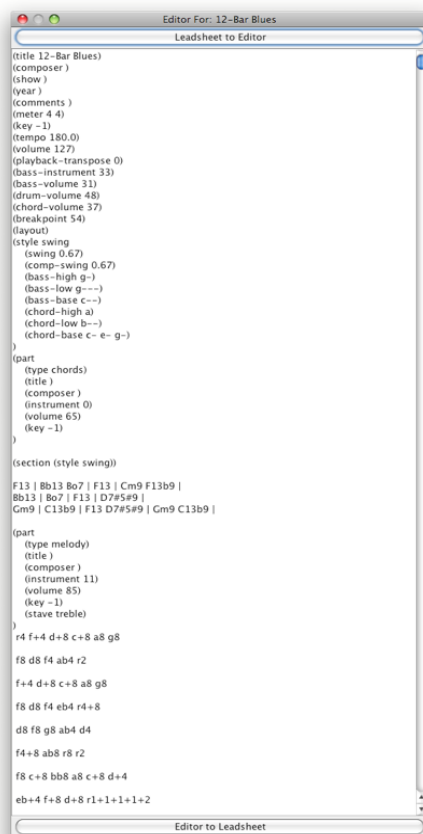 Editor For: 12-Bar Blues
Leadsheet to Editor
(title 12-Bar Blues)
(composer )
(show )
(year )
(comments )
(meter 4 4)
(key -1)
(tempo 180.0)
(volume 127)
(playback-transpose 0)
(bass-instrument 33)
(bass-volume 31)
(drum-volume 48)
(chord-volume 37)
(breakpoint 54)
(layout)
(style swing
(swing 0.67)
(comp-swing 0.67)
(bass-high g-)
(bass-low g---)
(bass-base c--)
(chord-high a)
(chord-low b--)
(chord-base c- e- g-)
)
(part
(type chords)
(title )
(composer )
(instrument 0)
(volume 65)
(key -1)
)
(section (style swing))
F13 | Bb13 Bo7 | F13 | Cm9 F13b9 |
Bb13 | Bo7 | F13 | D7#5#9 |
Gm9 | C13b9 | F13 D7#5#9 | Gm9 C13b9 |
(part
(type melody)
(title )
(composer )
(instrument 11)
(volume 85)
(key -1)
(stave treble)
)
r4 f+4 d+8 c+8 a8 g8
f8 d8 f4 ab4 r2
f+4 d+8 c+8 a8 g8
f8 d8 f4 eb4 r4+8
d8 f8 g8 ab4 d4
f4+8 ab8 r8 r2
f8 c+8 bb8 a8 c+8 d+4
eb+4 f+8 d+8 r1+1+1+1+2
Editor to Leadsheet